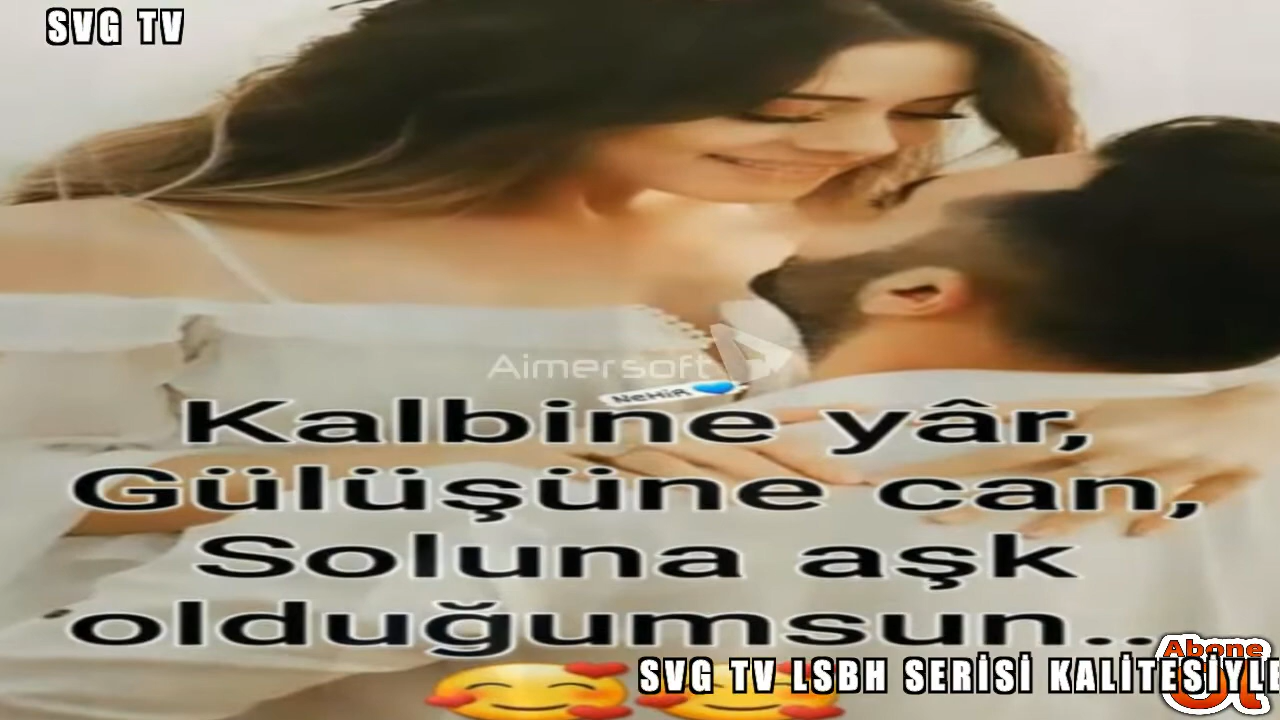 SVG TV
Aimersoft
NeHiR
Kalbine yâr,
Gülüşüne can,
Soluna aşk
olduğumsun...
Abone
Ol
SVG TV LSBH SERİSİ KALİTESİYLE